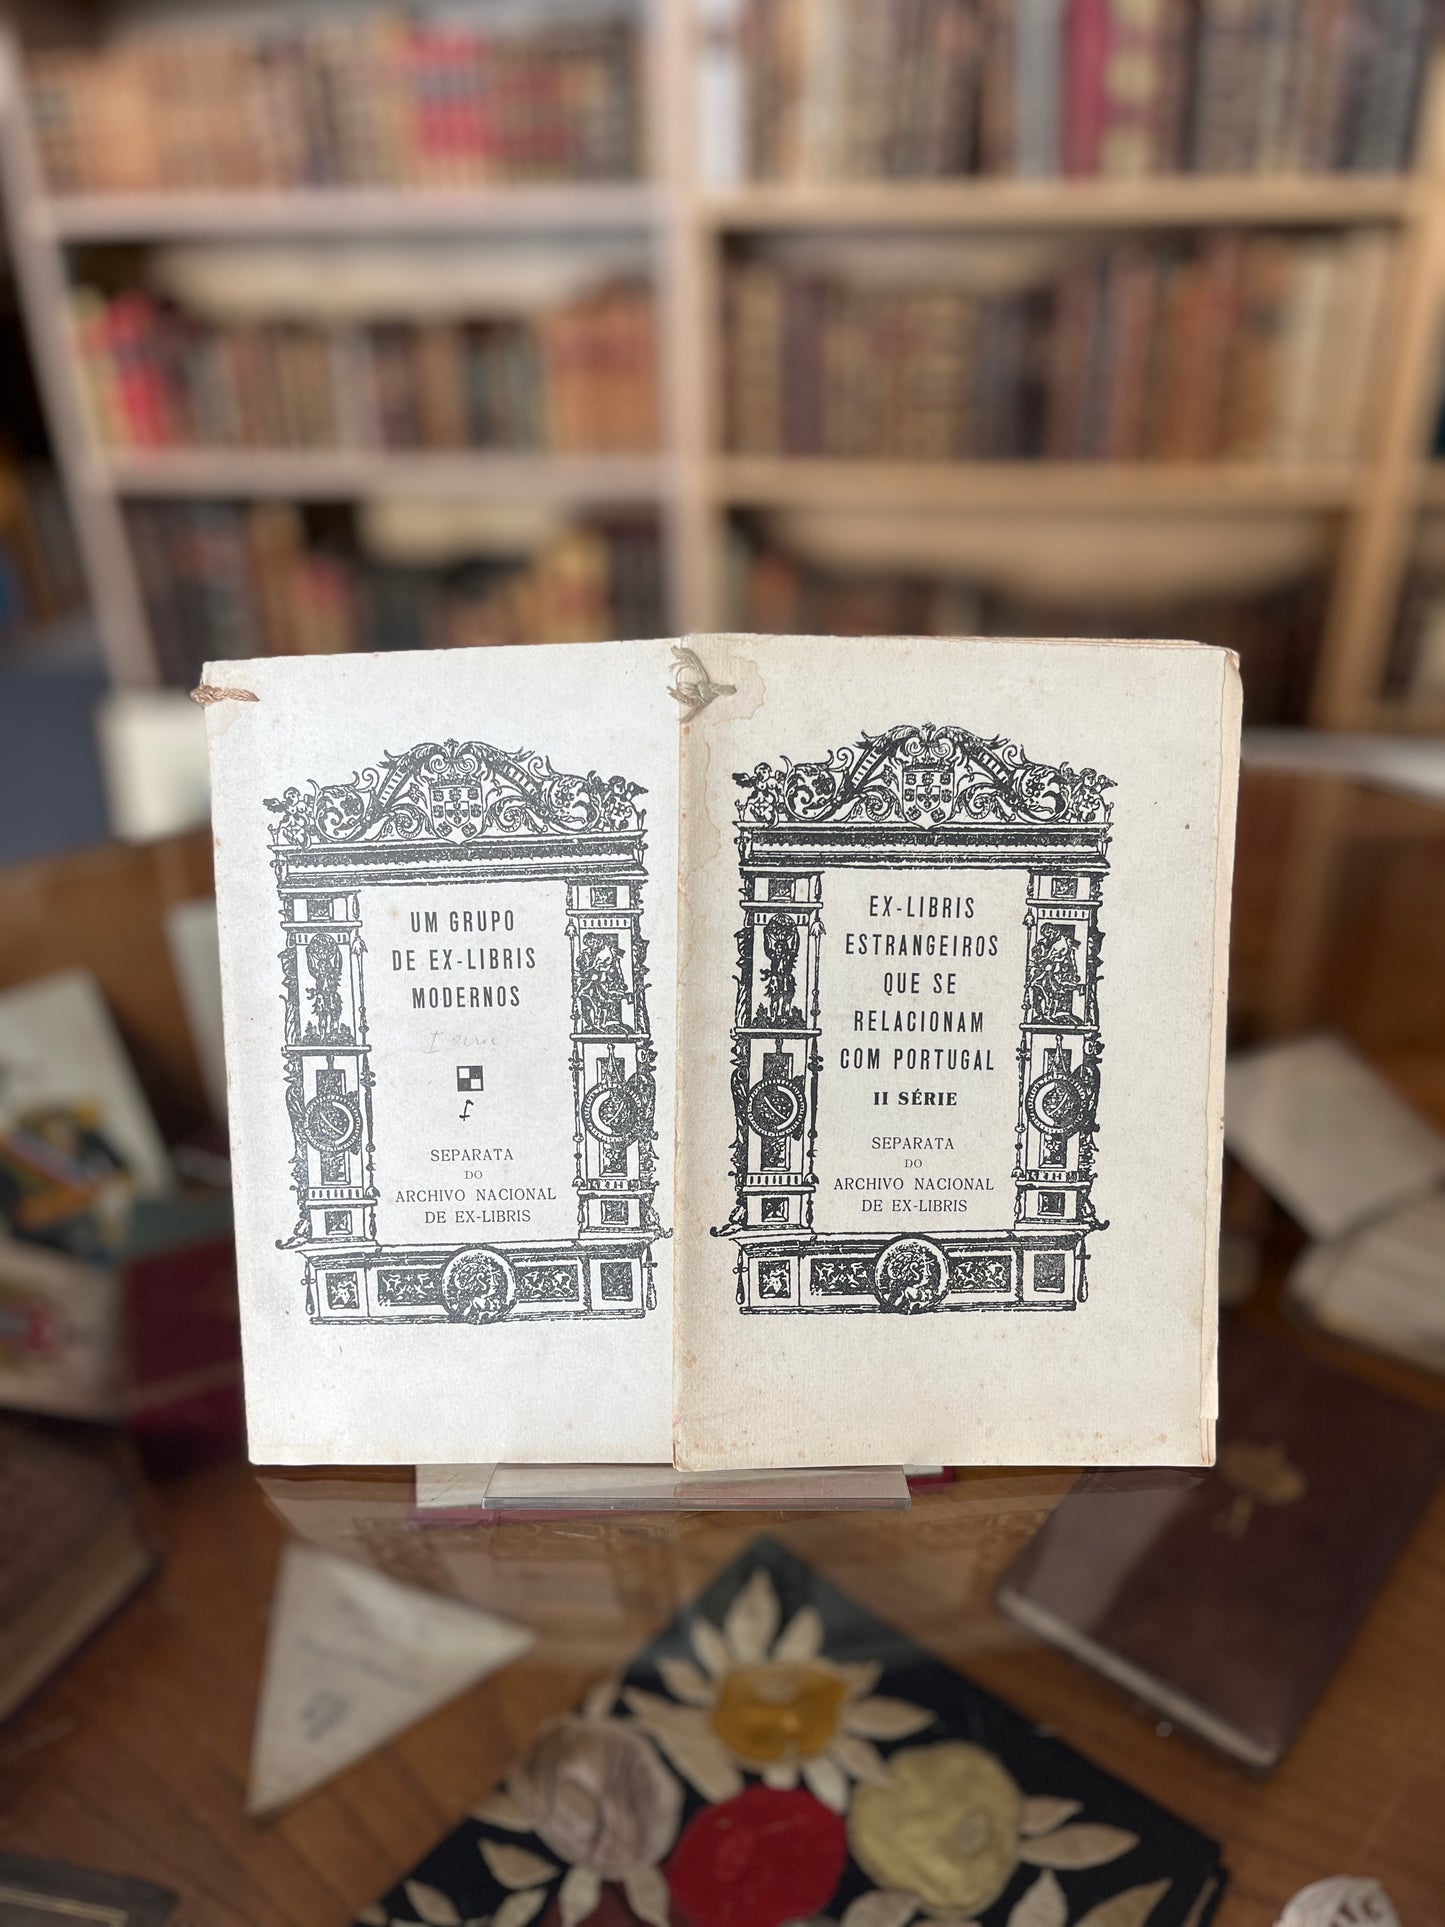 UM GRUPO
DE EX-LIBRIS
MODERNOS
SEPARATA
DO
ARCHIVO NACIONAL
DE EX-LIBRIS
EX-LIBRIS
ESTRANGEIROS
QUE SE
RELACIONAM
COM PORTUGAL
II SÉRIE
SEPARATA
DO
ARCHIVO NACIONAL
DE EX-LIBRIS